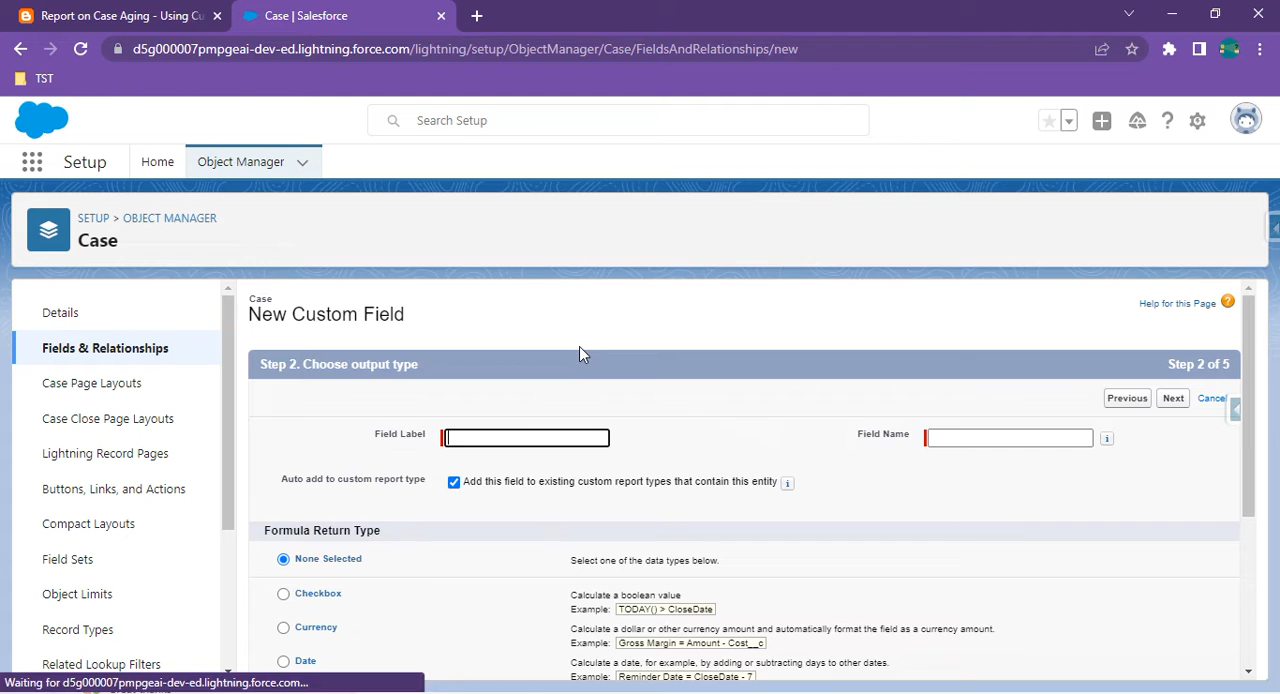 Report on Case Aging - Using Cu
Case | Salesforce
d5g000007pmpgeai-dev-ed.lightning.force.com/lightning/setup/ObjectManager/Case/FieldsAndRelationships/new
TST
Search Setup
Setup
Home
Object Manager
SETUP > OBJECT MANAGER
Case
Details
Fields & Relationships
Case Page Layouts
Case Close Page Layouts
Lightning Record Pages
Buttons, Links, and Actions
Compact Layouts
Field Sets
Object Limits
Record Types
Related Lookup Filters
Case
New Custom Field
Help for this Page
Step 2. Choose output type
Step 2 of 5
Previous
Next
Cancel
Field Label
Field Name
Auto add to custom report type
Add this field to existing custom report types that contain this entity
Formula Return Type
None Selected
Select one of the data types below.
Checkbox
Calculate a boolean value
Example: TODAY() > CloseDate
Currency
Calculate a dollar or other currency amount and automatically format the field as a currency amount.
Example: Gross Margin = Amount - Cost__c
Date
Calculate a date, for example, by adding or subtracting days to other dates.
Example: Reminder Date = CloseDate - 7
Waiting for d5g000007pmpgeai-dev-ed.lightning.force.com...